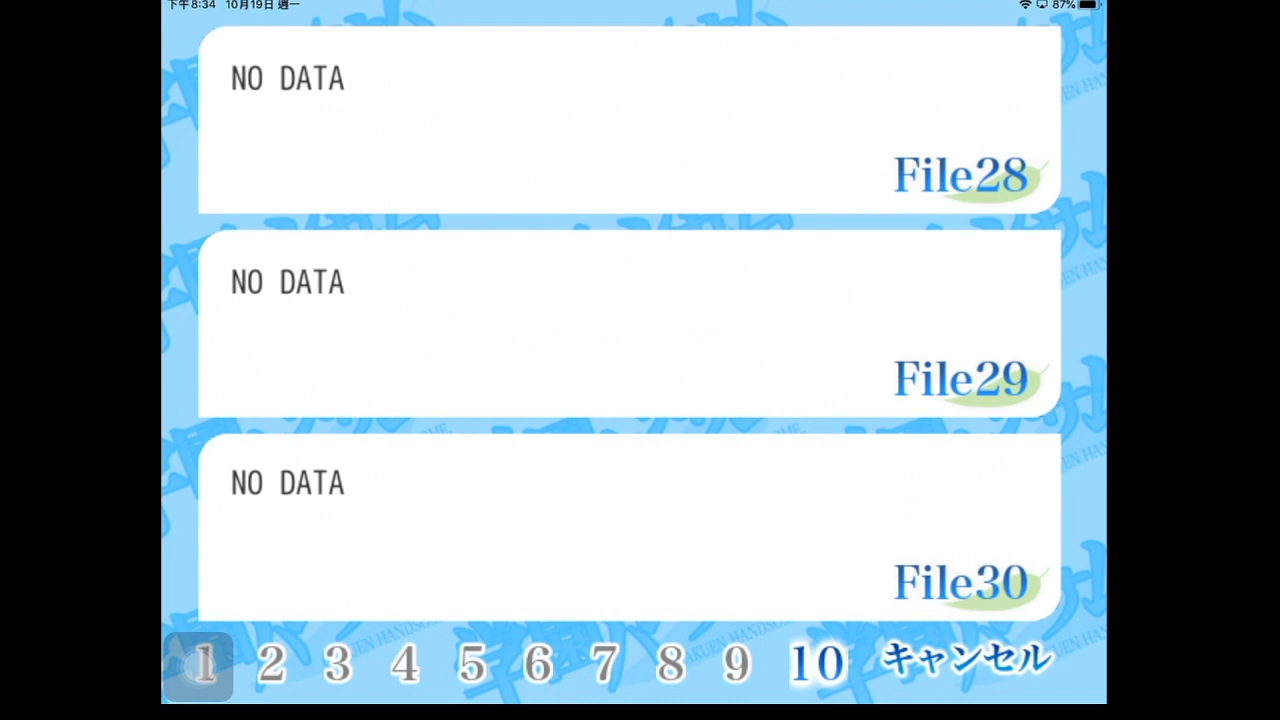 下午8:34 10月19日 週一 87%
NO DATA
File28
NO DATA
File29
NO DATA
File30
1 2 3 4 5 6 7 8 9 10 キャンセル